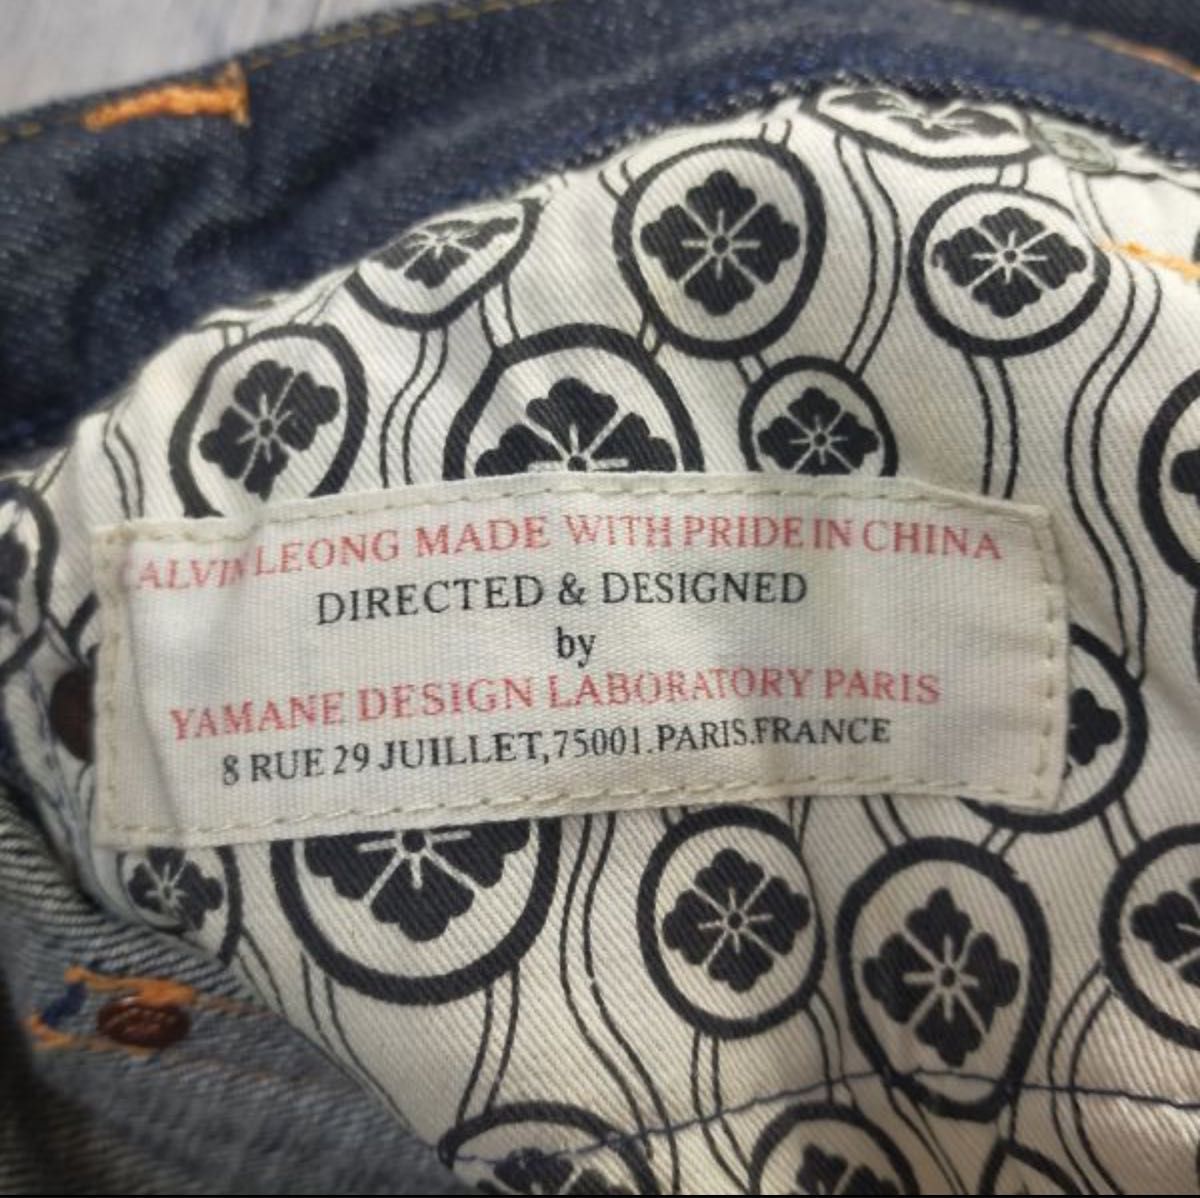 CALVIN LEONG MADE WITH PRIDE IN CHINA
DIRECTED & DESIGNED
by
YAMANE DESIGN LABORATORY PARIS
8 RUE 29 JUILLET,75001.PARIS.FRANCE